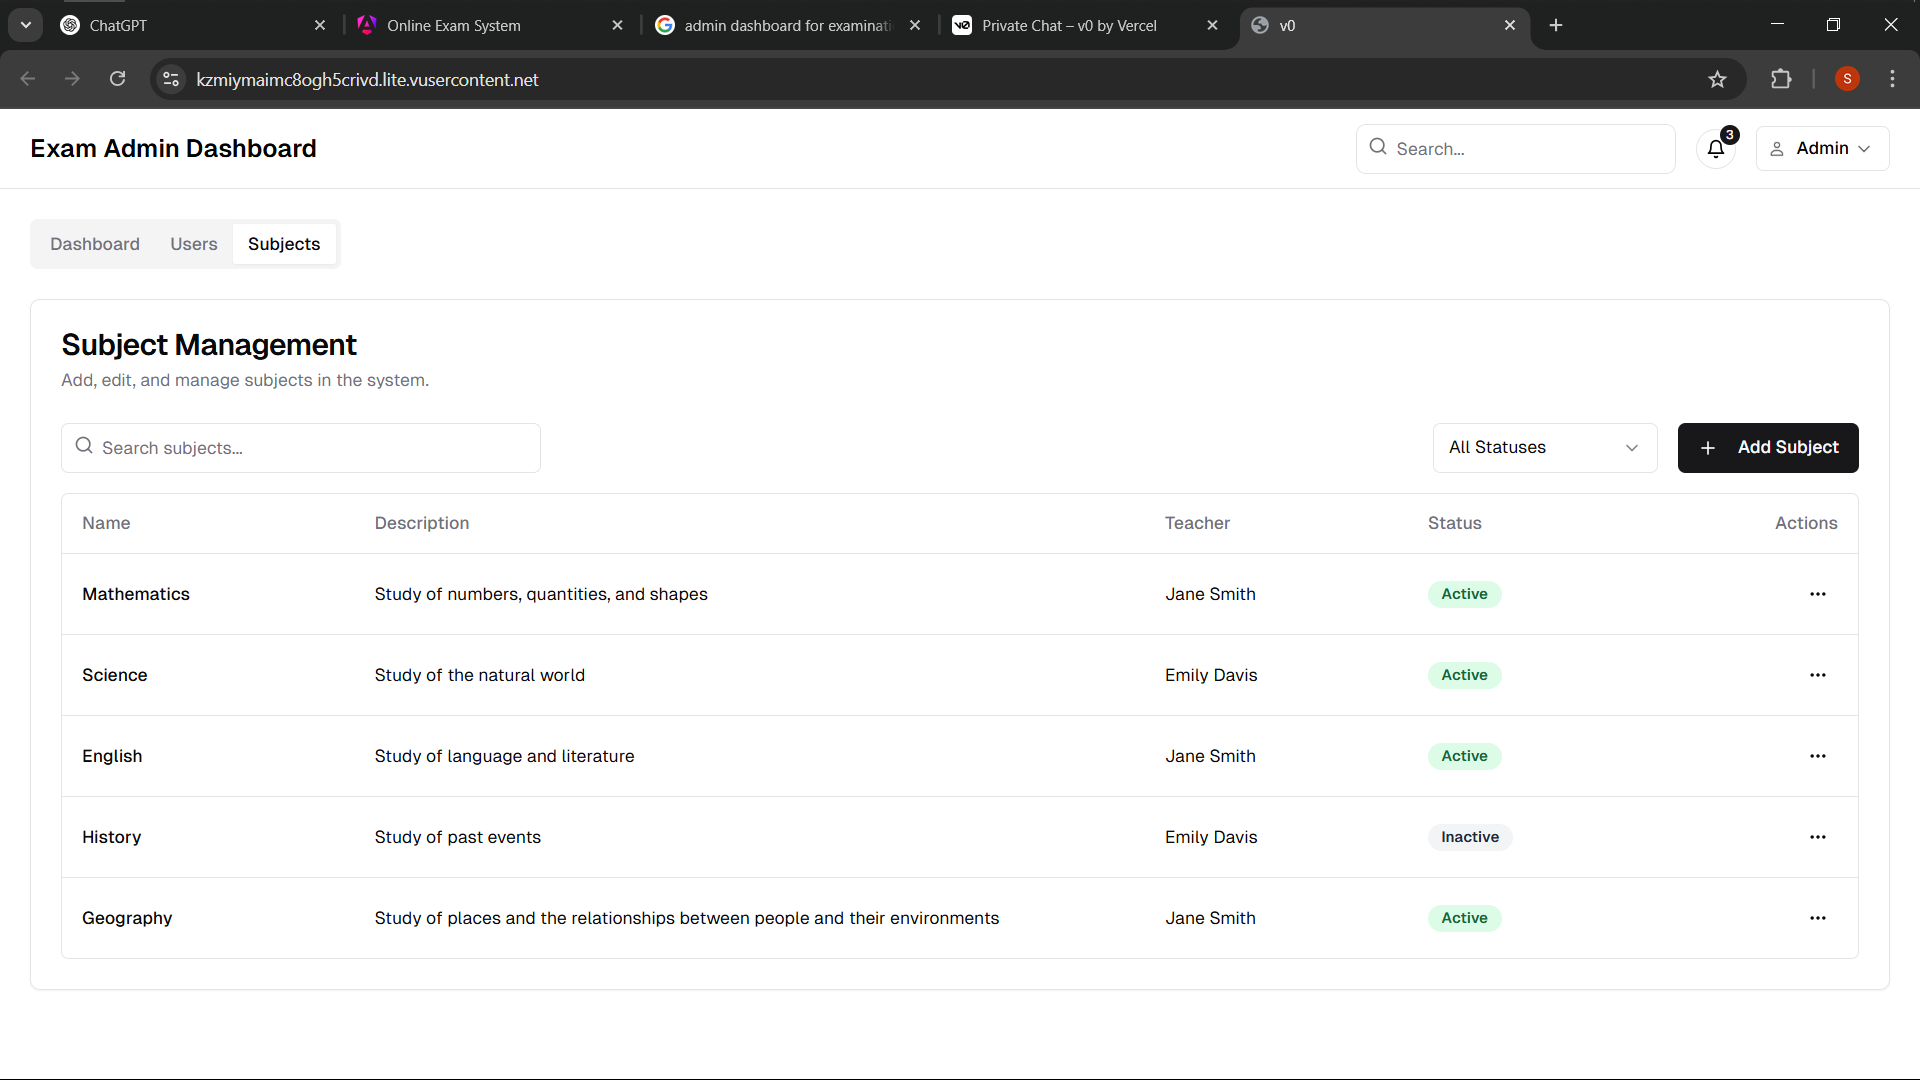 ChatGPT
Online Exam System
admin dashboard for examinati
v0 Private Chat – v0 by Vercel
v0
kzmiymaimc8ogh5crivd.lite.vusercontent.net
S
Exam Admin Dashboard
Search...
3
Admin
Dashboard Users Subjects
Subject Management
Add, edit, and manage subjects in the system.
Search subjects...
All Statuses
Add Subject
Name Description Teacher Status Actions
Mathematics Study of numbers, quantities, and shapes Jane Smith Active
Science Study of the natural world Emily Davis Active
English Study of language and literature Jane Smith Active
History Study of past events Emily Davis Inactive
Geography Study of places and the relationships between people and their environments Jane Smith Active